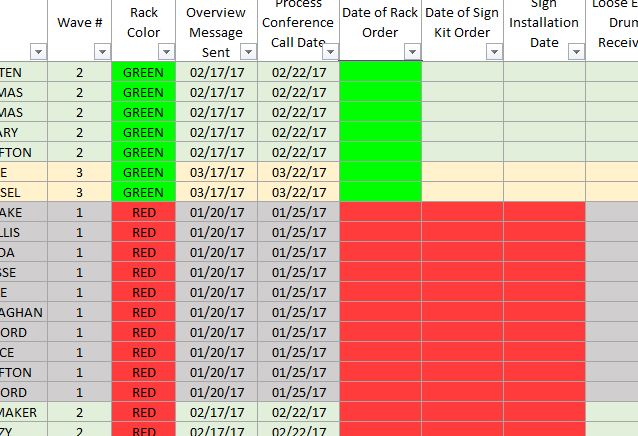 Wave #
Rack
Color
Overview
Message
Sent
Process
Conference
Call Date
Date of Rack
Order
Date of Sign
Kit Order
Sign
Installation
Date
Loose E
Drun
Receiv
TEN 2 GREEN 02/17/17 02/22/17
MAS 2 GREEN 02/17/17 02/22/17
MAS 2 GREEN 02/17/17 02/22/17
ARY 2 GREEN 02/17/17 02/22/17
FTON 2 GREEN 02/17/17 02/22/17
E 3 GREEN 03/17/17 03/22/17
SEL 3 GREEN 03/17/17 03/22/17
AKE 1 RED 01/20/17 01/25/17
LLIS 1 RED 01/20/17 01/25/17
DA 1 RED 01/20/17 01/25/17
SSE 1 RED 01/20/17 01/25/17
E 1 RED 01/20/17 01/25/17
AGHAN 1 RED 01/20/17 01/25/17
ORD 1 RED 01/20/17 01/25/17
CE 1 RED 01/20/17 01/25/17
FTON 1 RED 01/20/17 01/25/17
ORD 1 RED 01/20/17 01/25/17
MAKER 2 RED 02/17/17 02/22/17
ZY 2 RED 02/17/17 02/22/17